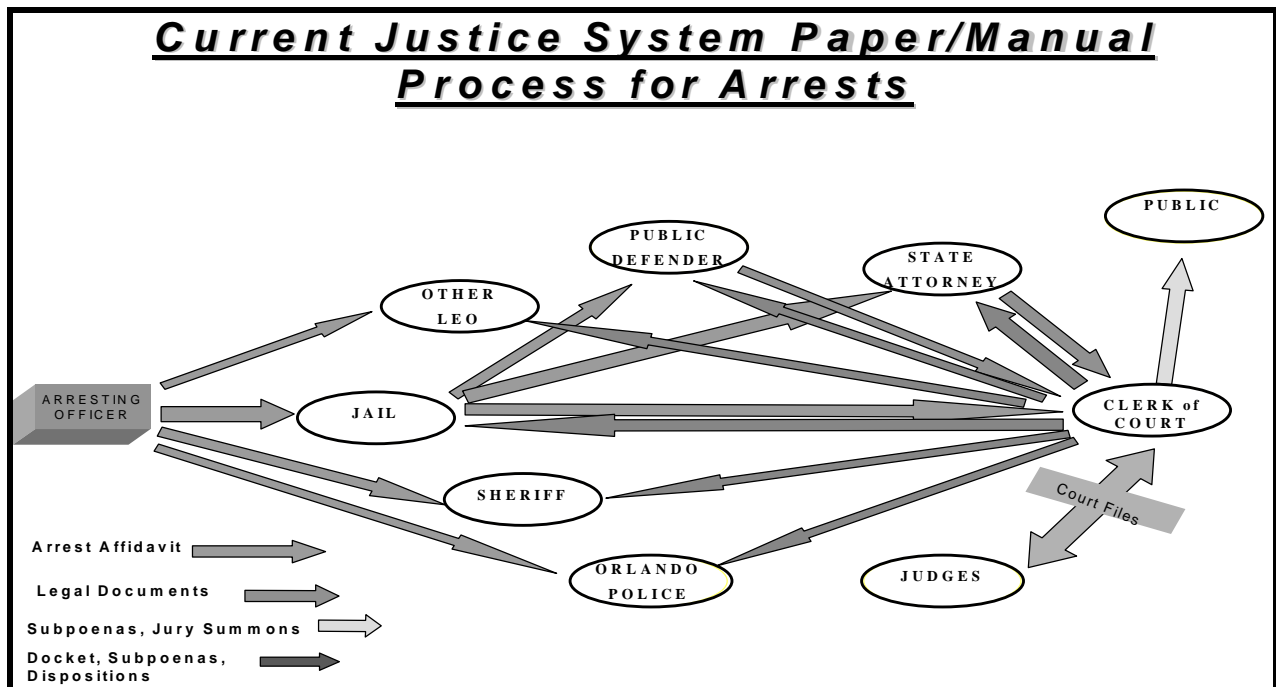 Current Justice System Paper/Manual
Process for Arrests
PUBLIC
PUBLIC
DEFENDER
STATE
ATTORNEY
OTHER
LEO
ARRESTING
OFFICER
JAIL
CLERK of
COURT
SHERIFF
Court Files
ORLANDO
POLICE
JUDGES
Arrest Affidavit
Legal Documents
Subpoenas, Jury Summons
Docket, Subpoenas,
Dispositions